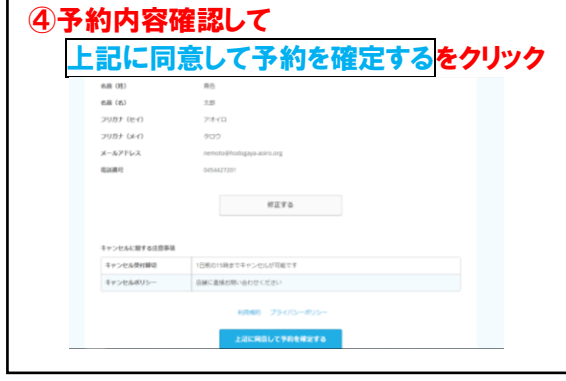 ④予約内容確認して
上記に同意して予約を確定するをクリック
名前 (姓) 青色
名前 (名) 太郎
フリガナ (セイ) アオイロ
フリガナ (メイ) タロウ
メールアドレス nemoto@hodogaya-aoiro.org
電話番号 0454427201
修正する
キャンセルに関する注意事項
キャンセル受付締切 1日前の15時までキャンセルが可能です
キャンセルポリシー 店舗に直接お問い合わせください
利用規約 プライバシーポリシー
上記に同意して予約を確定する